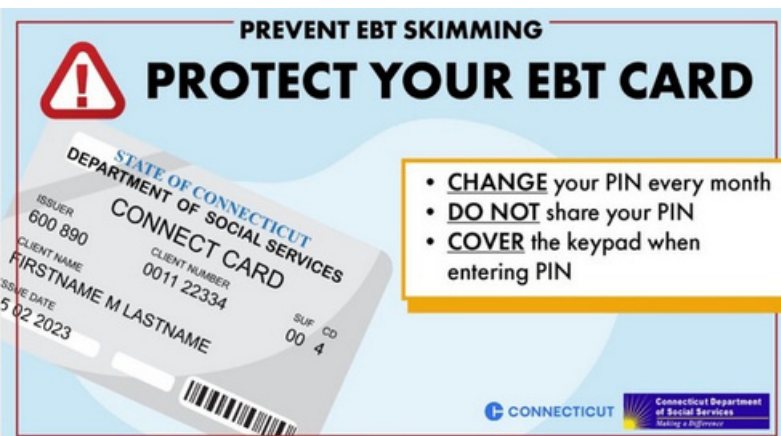 PREVENT EBT SKIMMING
PROTECT YOUR EBT CARD
STATE OF CONNECTICUT
DEPARTMENT OF SOCIAL SERVICES
CONNECT CARD
ISSUER
600 890
CLIENT NUMBER
0011 22334
CLIENT NAME
FIRSTNAME M LASTNAME
SUF CD
00 4
DATE
02 2023
• CHANGE your PIN every month
• DO NOT share your PIN
• COVER the keypad when
entering PIN
CONNECTICUT
Connecticut Department
of Social Services
Making a Difference